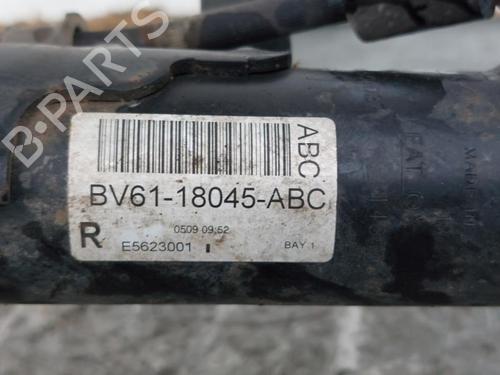 B-PARTS
ABC
BV61-18045-ABC
R
0509 09:52
E5623001
BAY 1